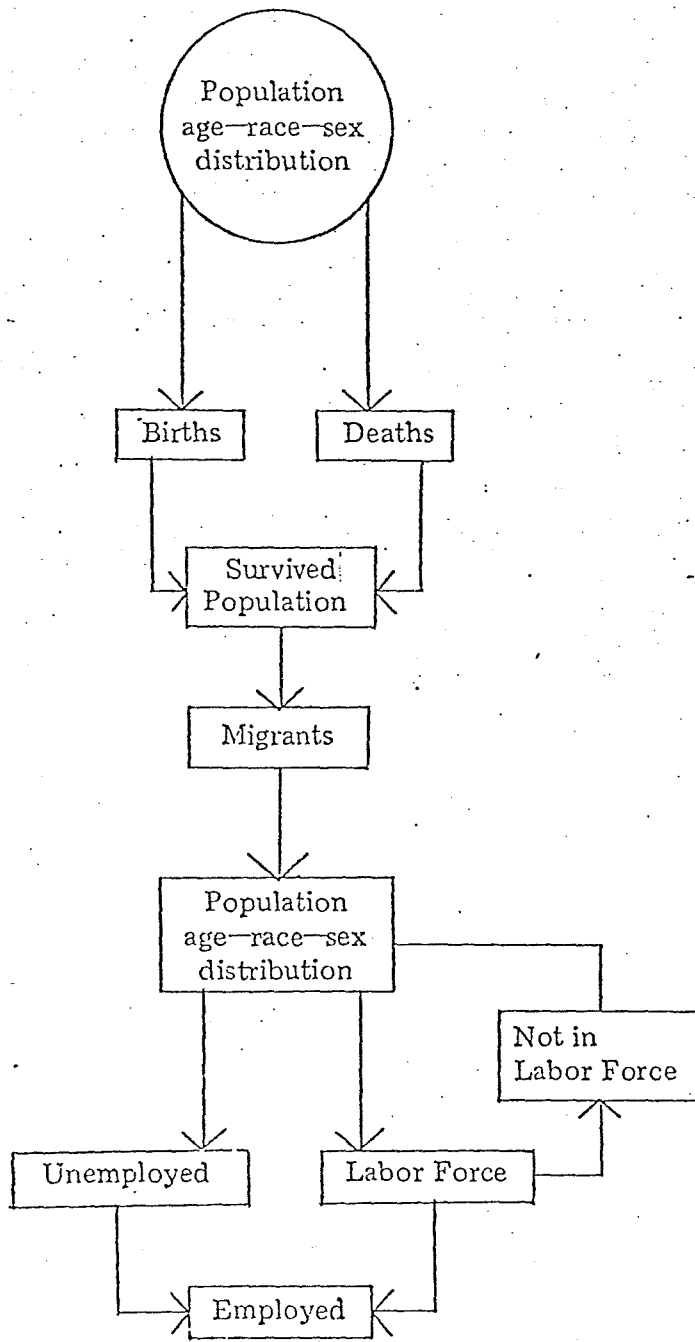 Population
age—race—sex
distribution
Births
Deaths
Survived
Population
Migrants
Population
age—race—sex
distribution
Not in
Labor Force
Unemployed
Labor Force
Employed